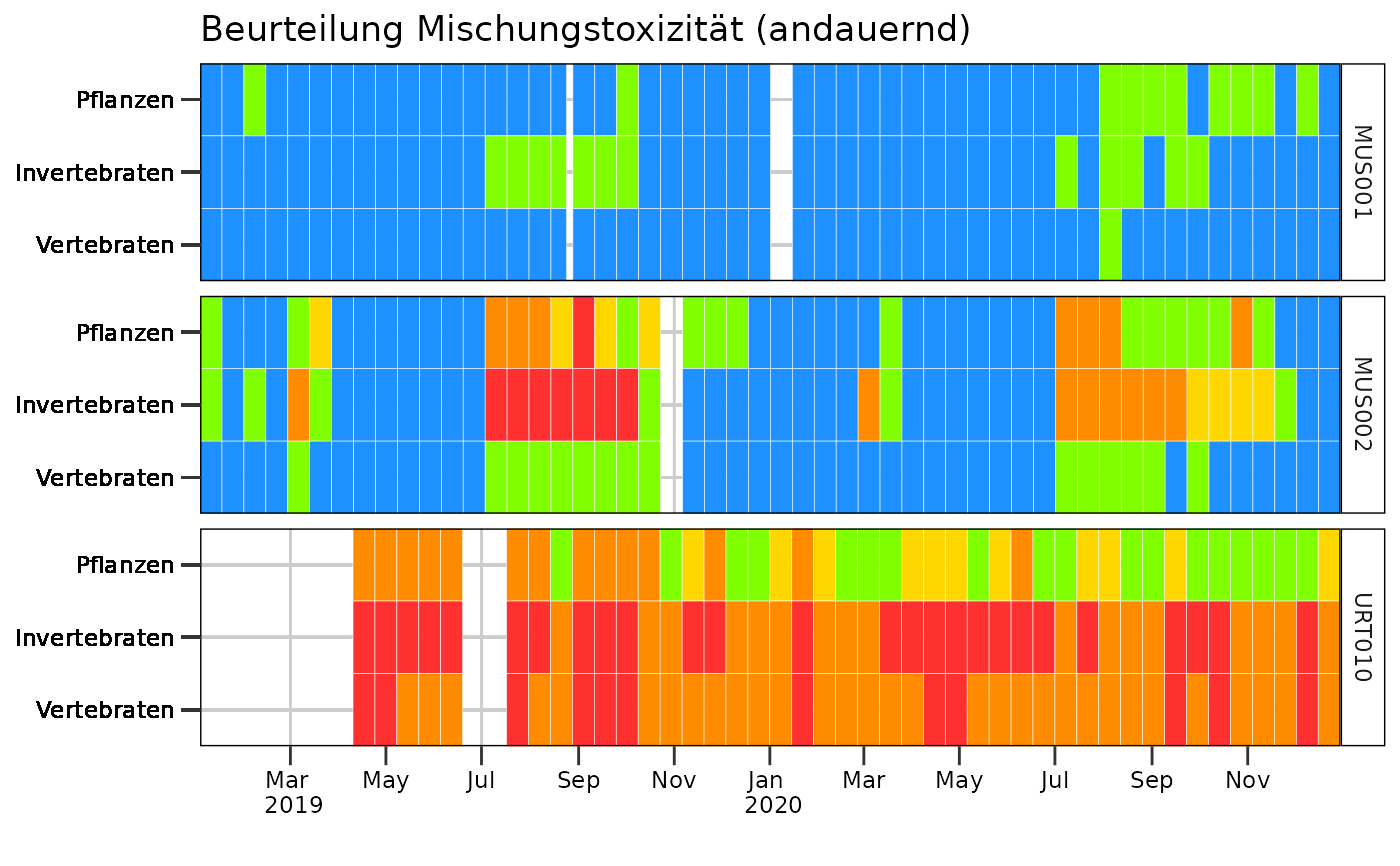 Beurteilung Mischungstoxizität (andauernd)
Pflanzen
Invertebraten
Vertebraten
MUS001
Pflanzen
Invertebraten
Vertebraten
MUS002
Pflanzen
Invertebraten
Vertebraten
URT010
Mar May Jul Sep Nov Jan Mar May Jul Sep Nov
2019 2020